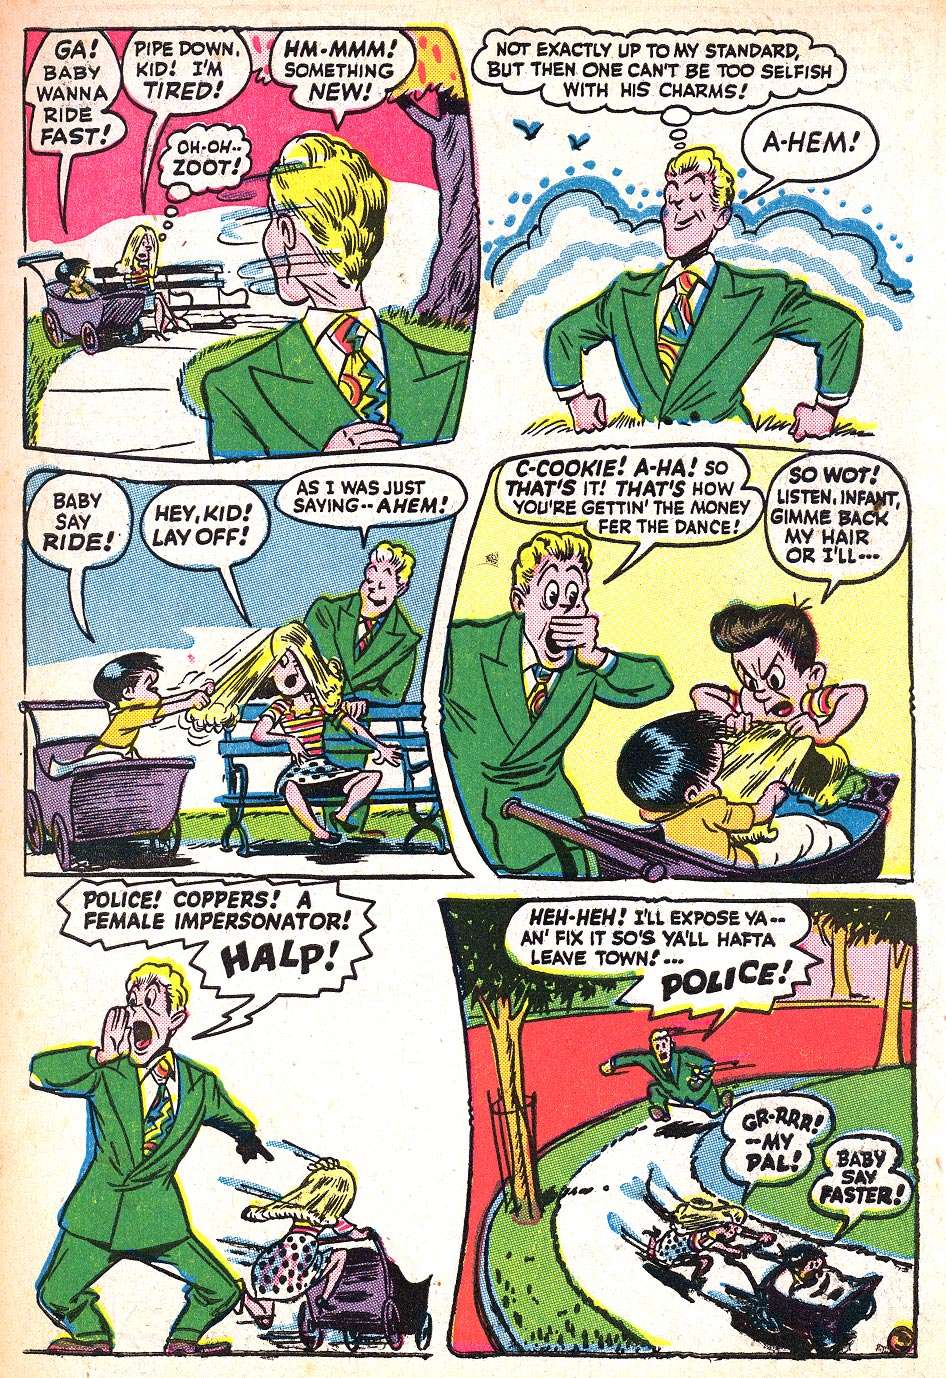 GA!
BABY
WANNA
RIDE
FAST!
PIPE DOWN,
KID! I'M
TIRED!
OH-OH--
ZOOT!
HM-MMM!
SOMETHING
NEW!
NOT EXACTLY UP TO MY STANDARD,
BUT THEN ONE CAN'T BE TOO SELFISH
WITH HIS CHARMS!
A-HEM!
BABY
SAY
RIDE!
HEY, KID!
LAY OFF!
AS I WAS JUST
SAYING-- AHEM!
C-COOKIE! A-HA! SO
THAT'S IT! THAT'S HOW
YOU'RE GETTIN' THE MONEY
FER THE DANCE!
SO WOT!
LISTEN, INFANT,
GIMME BACK
MY HAIR
OR I'LL---
POLICE! COPPERS! A
FEMALE IMPERSONATOR!
HALP!
HEH-HEH! I'LL EXPOSE YA--
AN' FIX IT SO'S YA'LL HAFTA
LEAVE TOWN!...
POLICE!
GR-RRR!
-MY
PAL!
BABY
SAY
FASTER!